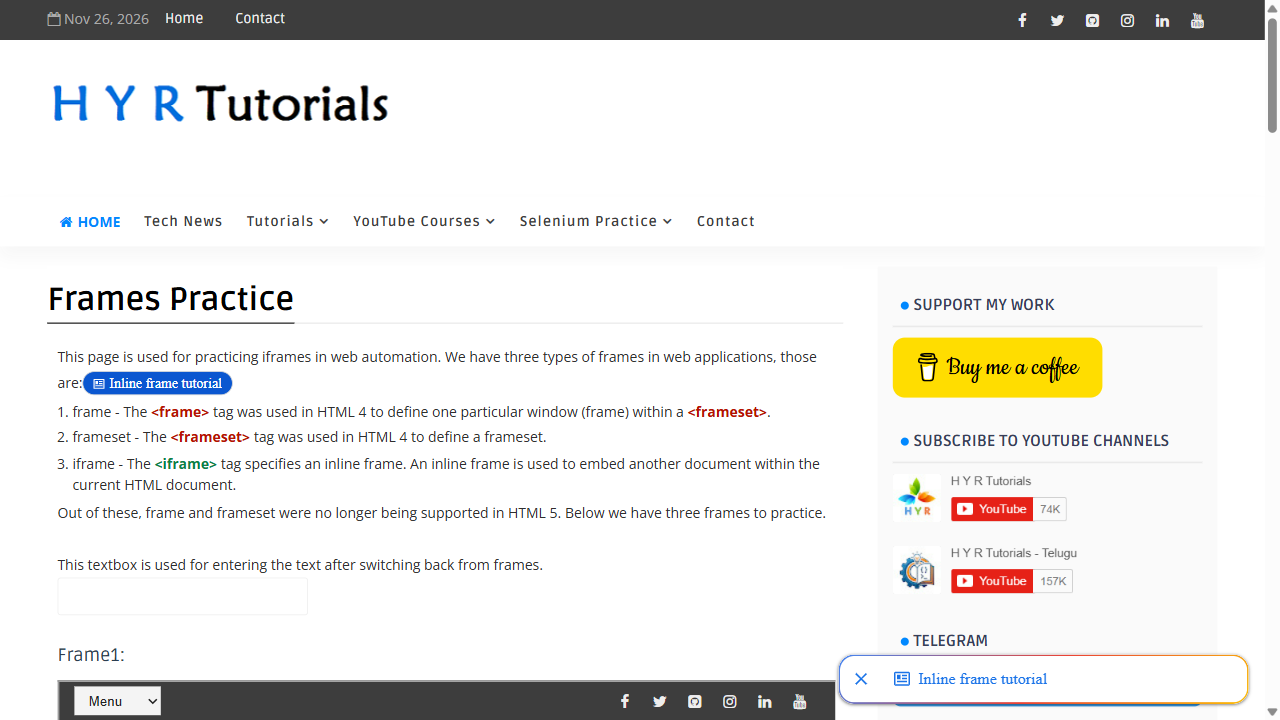 Nov 26, 2026 Home Contact
H Y R Tutorials
HOME Tech News Tutorials YouTube Courses Selenium Practice Contact
Frames Practice
This page is used for practicing iframes in web automation. We have three types of frames in web applications, those
are: Inline frame tutorial
1. frame - The <frame> tag was used in HTML 4 to define one particular window (frame) within a <frameset>.
2. frameset - The <frameset> tag was used in HTML 4 to define a frameset.
3. iframe - The <iframe> tag specifies an inline frame. An inline frame is used to embed another document within the
current HTML document.
Out of these, frame and frameset were no longer being supported in HTML 5. Below we have three frames to practice.
This textbox is used for entering the text after switching back from frames.
Frame1:
Menu
You Tube
SUPPORT MY WORK
Buy me a coffee
SUBSCRIBE TO YOUTUBE CHANNELS
HYR
H Y R Tutorials
YouTube 74K
H Y R Tutorials - Telugu
YouTube 157K
TELEGRAM
Inline frame tutorial